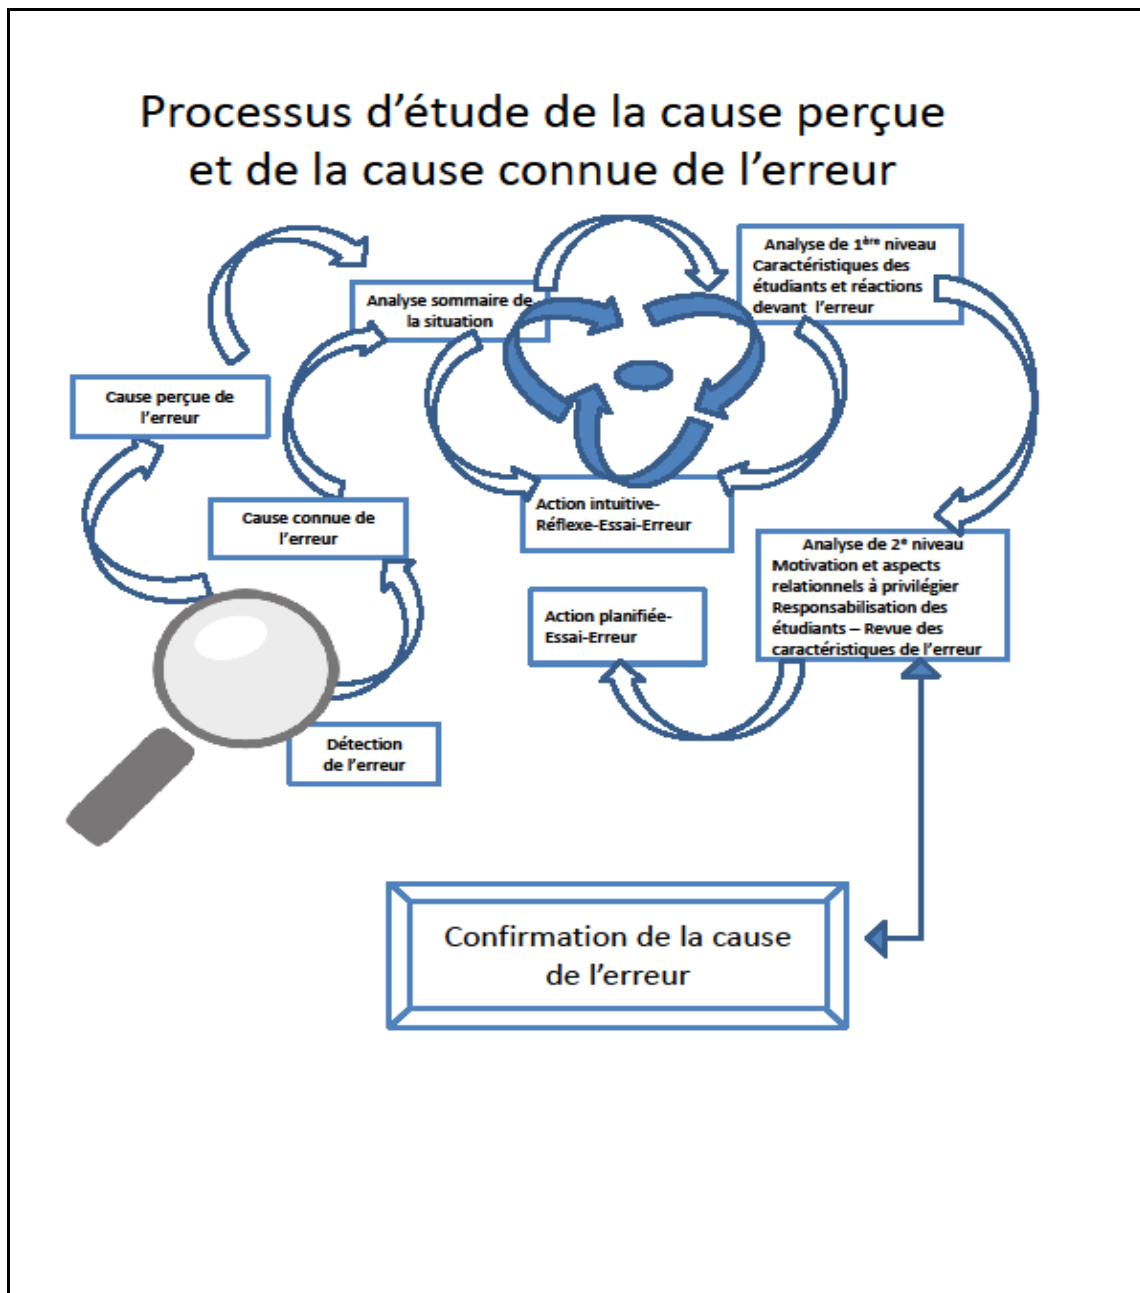 Processus d'étude de la cause perçue
et de la cause connue de l'erreur
Analyse de 1ère niveau
Caractéristiques des
étudiants et réactions
devant l'erreur
Analyse sommaire de
la situation
Cause perçue de
l'erreur
Cause connue de
l'erreur
Action intuitive-
Réflexe-Essai-Erreur
Analyse de 2e niveau
Motivation et aspects
relationnels à privilégier
Responsabilisation des
étudiants – Revue des
caractéristiques de l'erreur
Action planifiée-
Essai-Erreur
Détection
de l'erreur
Confirmation de la cause
de l'erreur